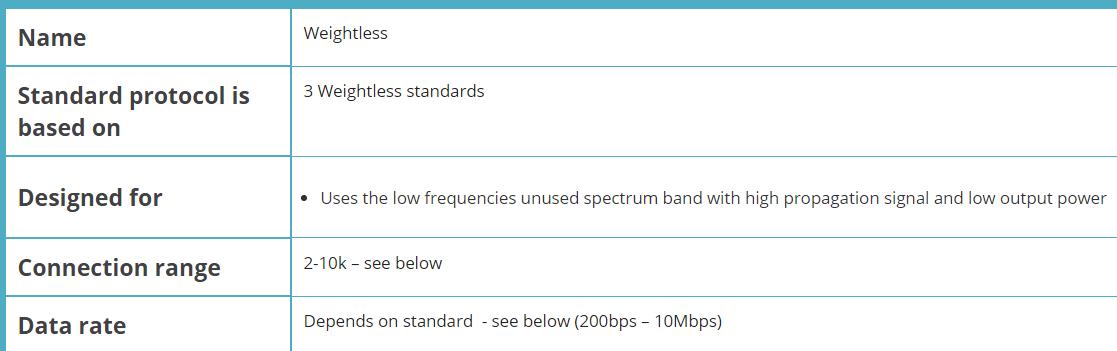 Name
Weightless
Standard protocol is
based on
3 Weightless standards
Designed for
• Uses the low frequencies unused spectrum band with high propagation signal and low output power
Connection range
2-10k – see below
Data rate
Depends on standard  - see below (200bps – 10Mbps)